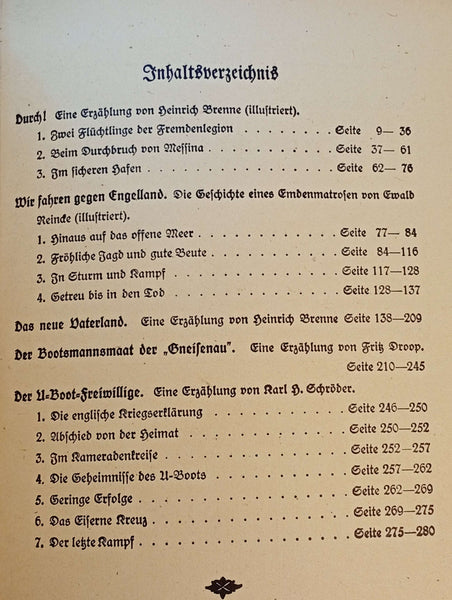 Inhaltsverzeichnis
Durch! Eine Erzählung von Heinrich Brenne (illustriert).
1. Zwei Flüchtlinge der Fremdenlegion . . . . . . . . Seite 9— 36
2. Beim Durchbruch von Messina . . . . . . . . . . Seite 37— 61
3. Im sicheren Hafen . . . . . . . . . . . . . . . Seite 62— 76
Wir fahren gegen Engelland. Die Geschichte eines Emdenmatrosen von Ewald
Reincke (illustriert).
1. Hinaus auf das offene Meer . . . . . . . . . . . Seite 77— 84
2. Fröhliche Jagd und gute Beute . . . . . . . . . . Seite 84—116
3. In Sturm und Kampf . . . . . . . . . . . . . Seite 117—128
4. Getreu bis in den Tod . . . . . . . . . . . . . Seite 128—137
Das neue Vaterland. Eine Erzählung von Heinrich Brenne Seite 138—209
Der Bootsmannsmaat der „Gneisenau". Eine Erzählung von Fritz Droop.
Seite 210—245
Der U-Boot-Freiwillige. Eine Erzählung von Karl H. Schröder.
1. Die englische Kriegserklärung . . . . . . . . . . Seite 246—250
2. Abschied von der Heimat . . . . . . . . . . . . Seite 250—252
3. Im Kameradenkreise . . . . . . . . . . . . . . Seite 252—257
4. Die Geheimnisse des U-Boots . . . . . . . . . . Seite 257—262
5. Geringe Erfolge . . . . . . . . . . . . . . . . Seite 262—269
6. Das Eiserne Kreuz . . . . . . . . . . . . . . . Seite 269—275
7. Der letzte Kampf . . . . . . . . . . . . . . . . Seite 275—280